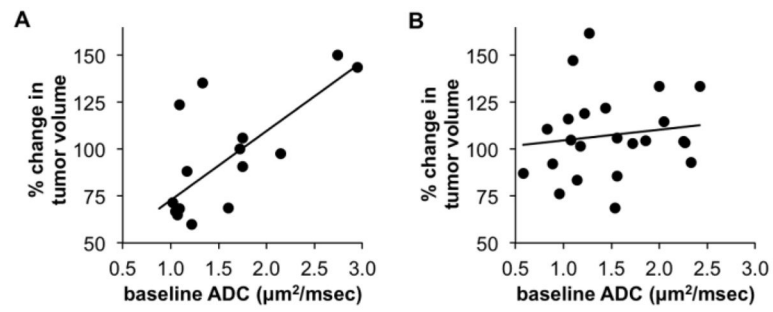 A
% change in
tumor volume
150
125
100
75
50
0.5 1.0 1.5 2.0 2.5 3.0
baseline ADC (µm²/msec)
B
% change in
tumor volume
150
125
100
75
50
0.5 1.0 1.5 2.0 2.5 3.0
baseline ADC (µm²/msec)